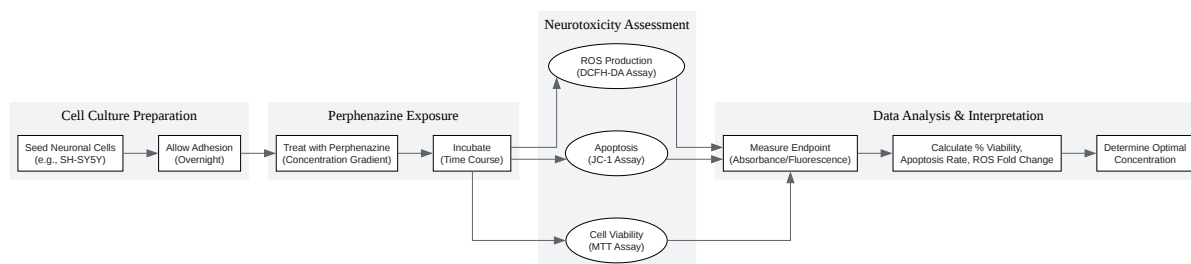 Cell Culture Preparation
Seed Neuronal Cells
(e.g., SH-SY5Y)
Allow Adhesion
(Overnight)
Perphenazine Exposure
Treat with Perphenazine
(Concentration Gradient)
Incubate
(Time Course)
Neurotoxicity Assessment
ROS Production
(DCFH-DA Assay)
Apoptosis
(JC-1 Assay)
Cell Viability
(MTT Assay)
Data Analysis & Interpretation
Measure Endpoint
(Absorbance/Fluorescence)
Calculate % Viability,
Apoptosis Rate, ROS Fold Change
Determine Optimal
Concentration